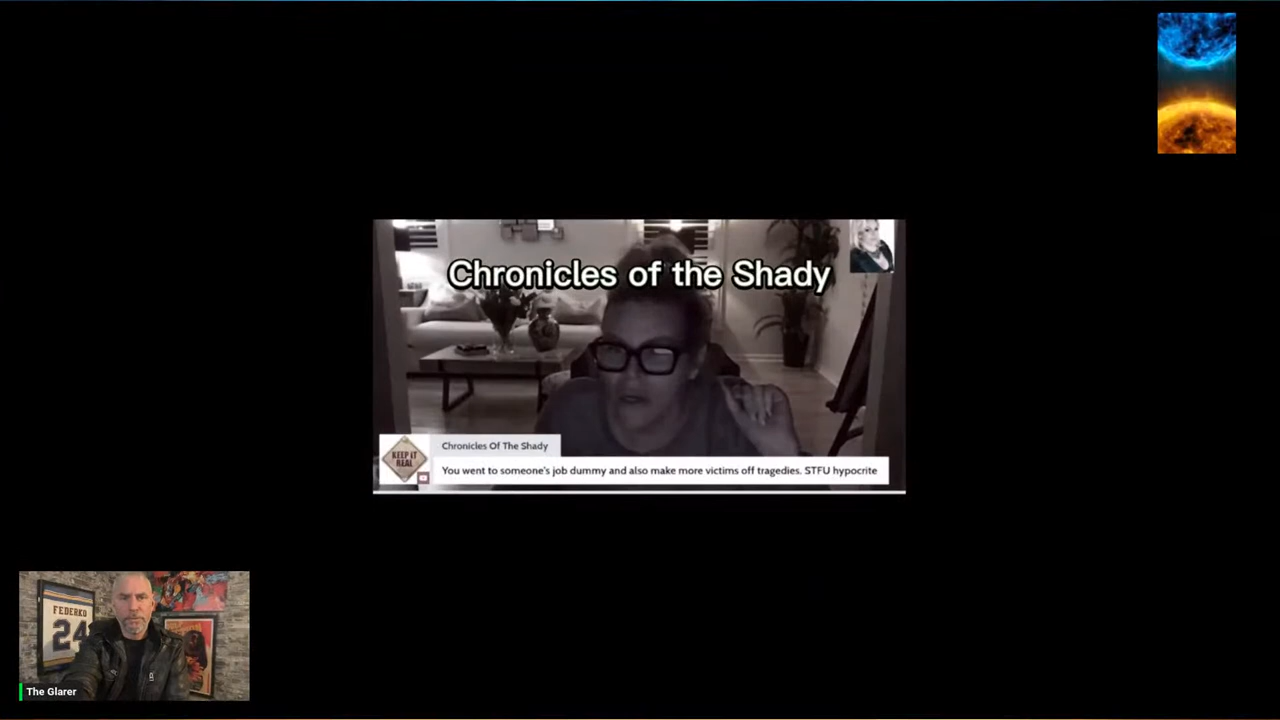 Chronicles of the Shady
KEEP IT
REAL
Chronicles Of The Shady
You went to someone's job dummy and also make more victims off tragedies. STFU hypocrite
FEDERKO
24
The Glarer